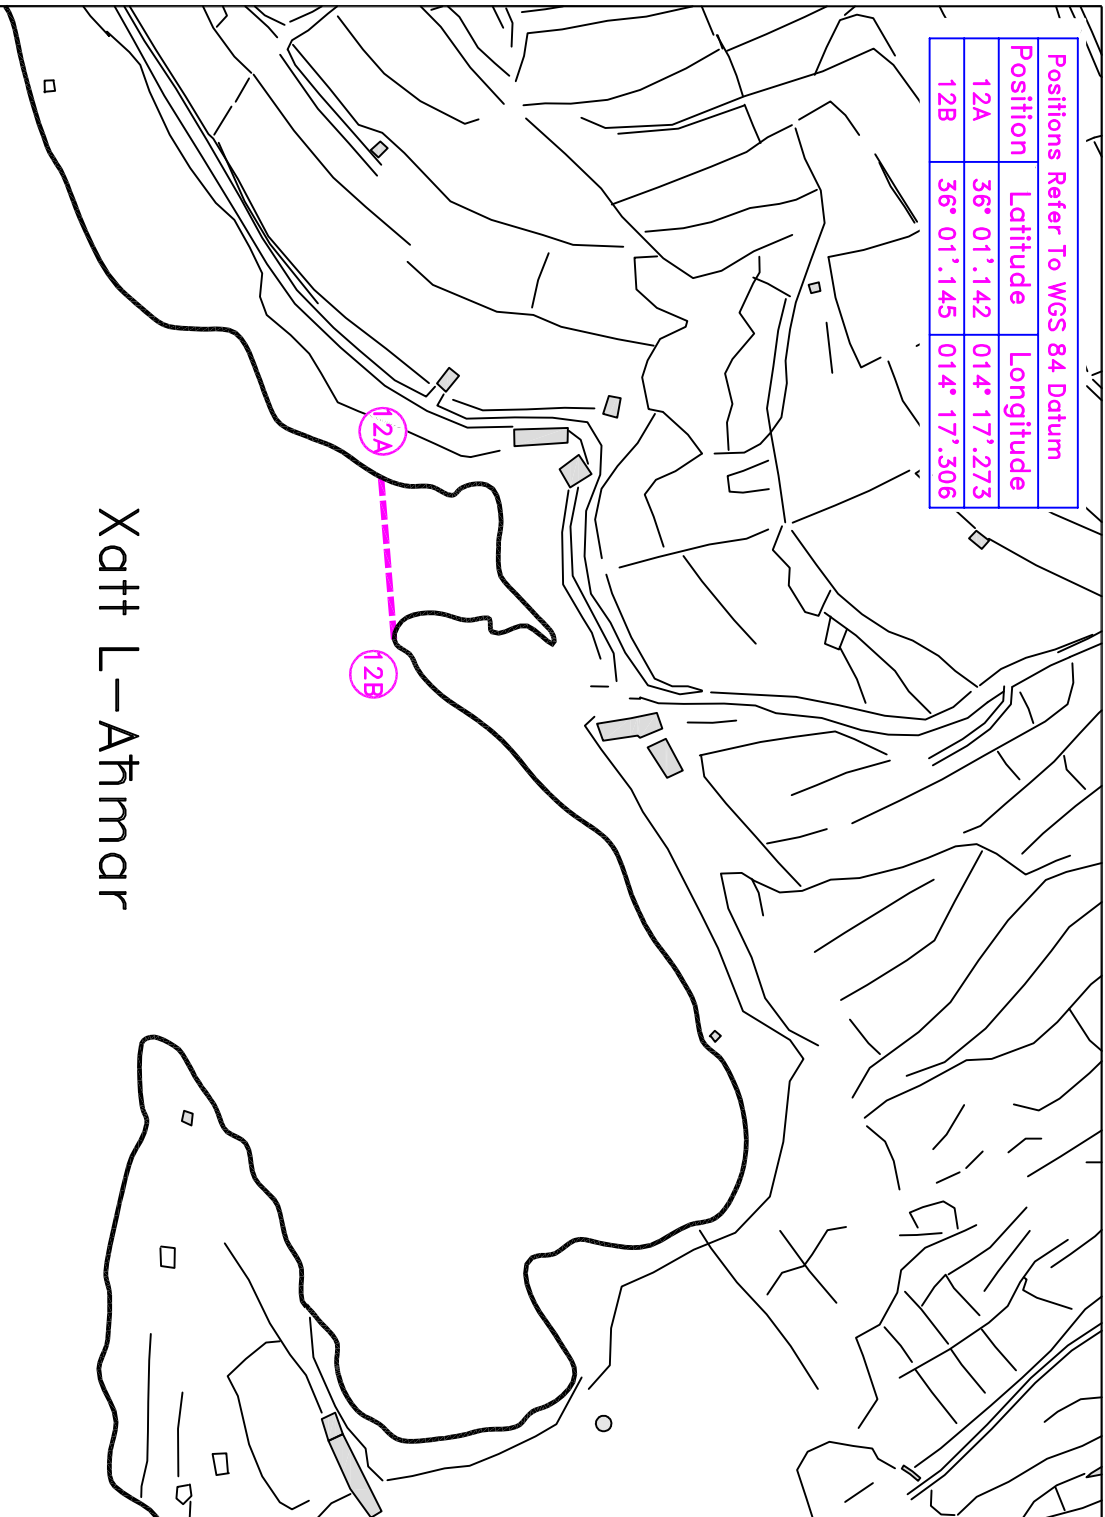 Positions Refer To WGS 84 Datum
Position Latitude Longitude
12A 36° 01'.142 014° 17'.273
12B 36° 01'.145 014° 17'.306
12A
12B
Xatt L-Aħmar